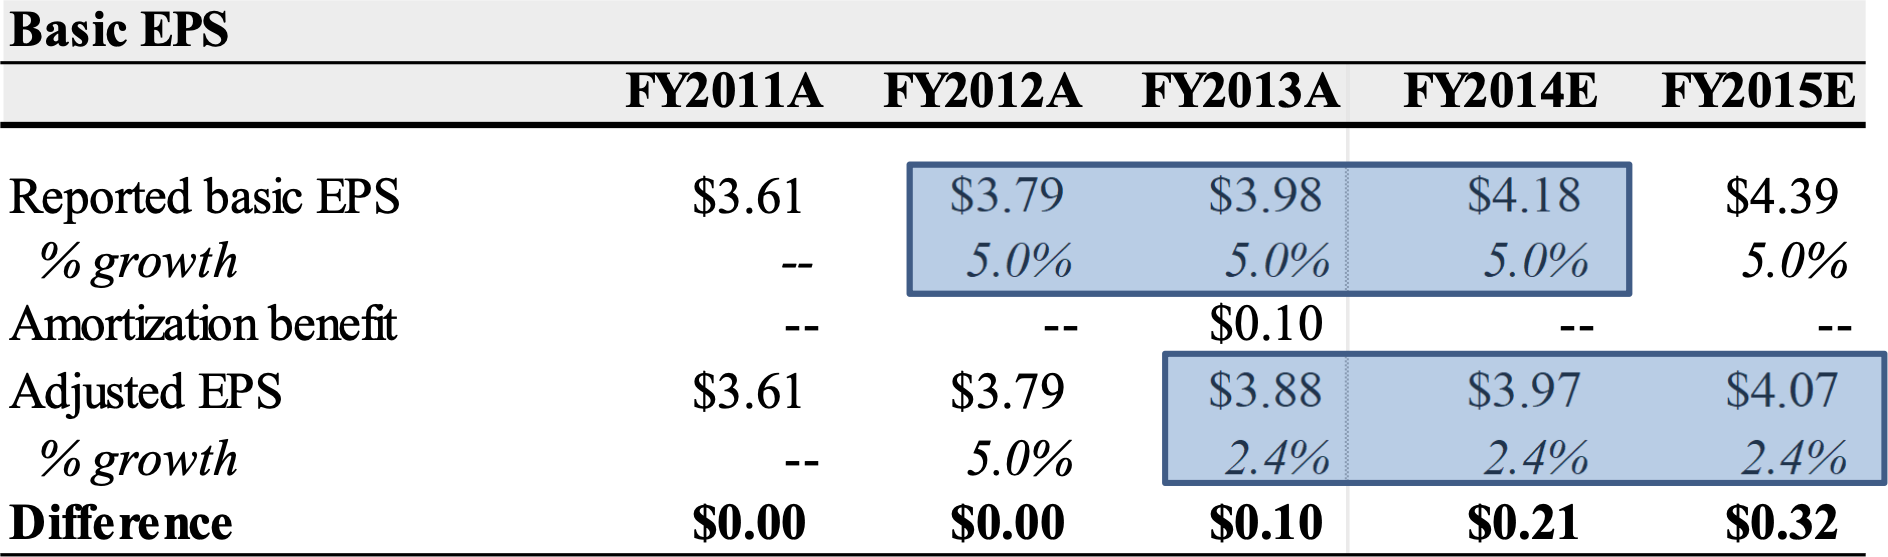 Basic EPS
FY2011A FY2012A FY2013A FY2014E FY2015E
Reported basic EPS $3.61 $3.79 $3.98 $4.18 $4.39
% growth -- 5.0% 5.0% 5.0% 5.0%
Amortization benefit -- -- $0.10 -- --
Adjusted EPS $3.61 $3.79 $3.88 $3.97 $4.07
% growth -- 5.0% 2.4% 2.4% 2.4%
Difference $0.00 $0.00 $0.10 $0.21 $0.32